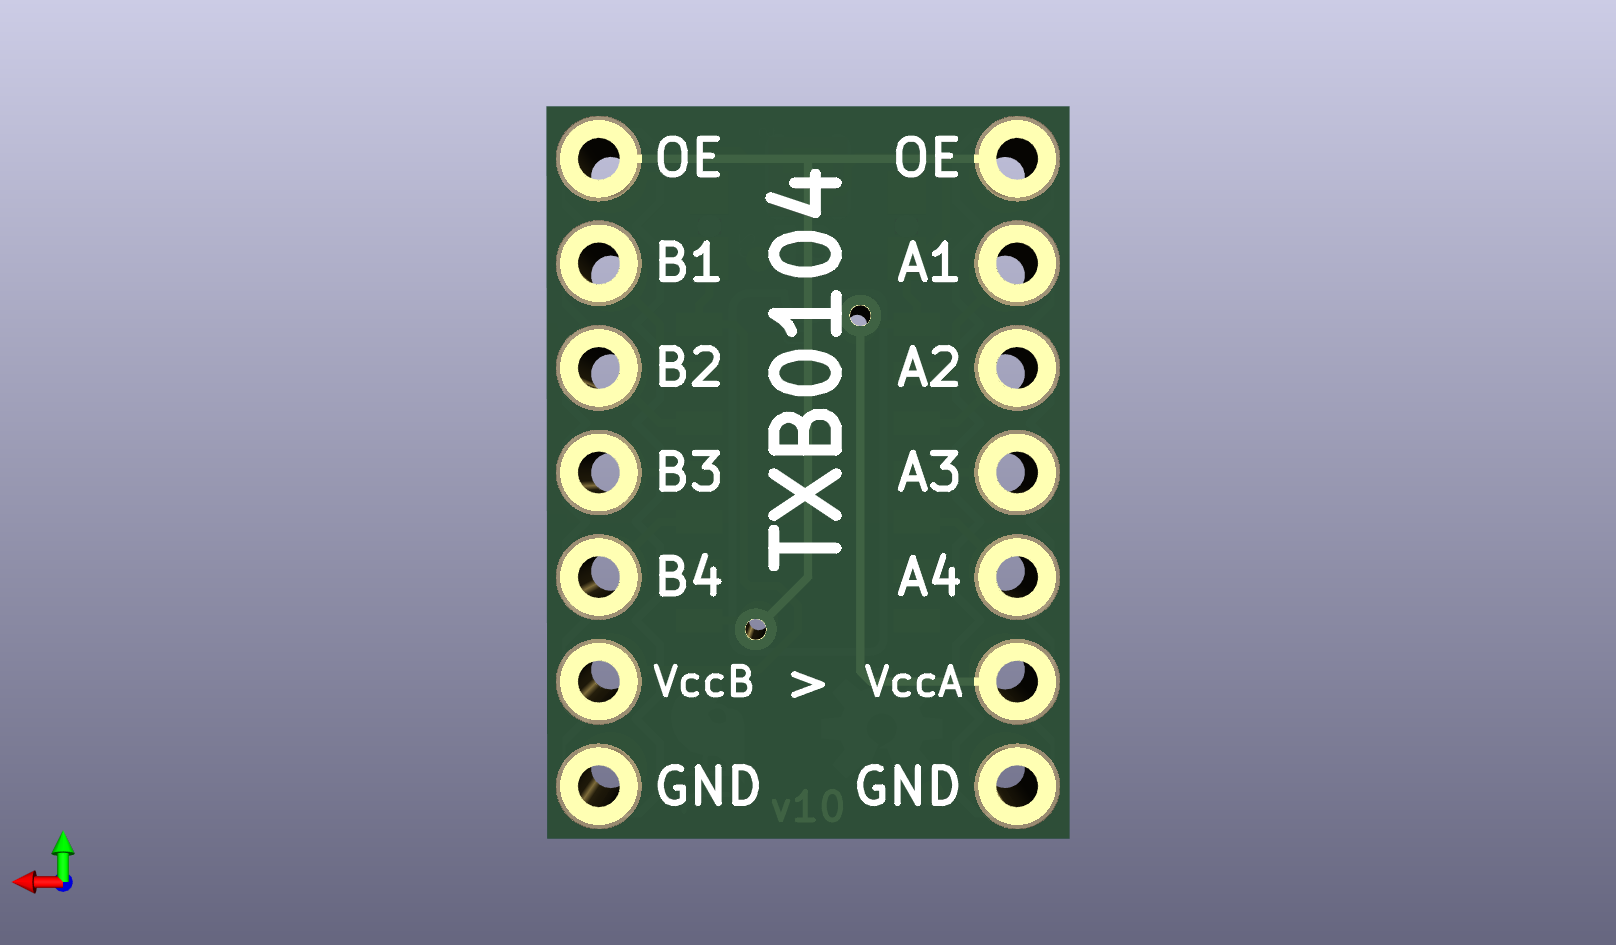 OE OE
TXB0104
B1 A1
B2 A2
B3 A3
B4 A4
VccB > VccA
GND GND
v10